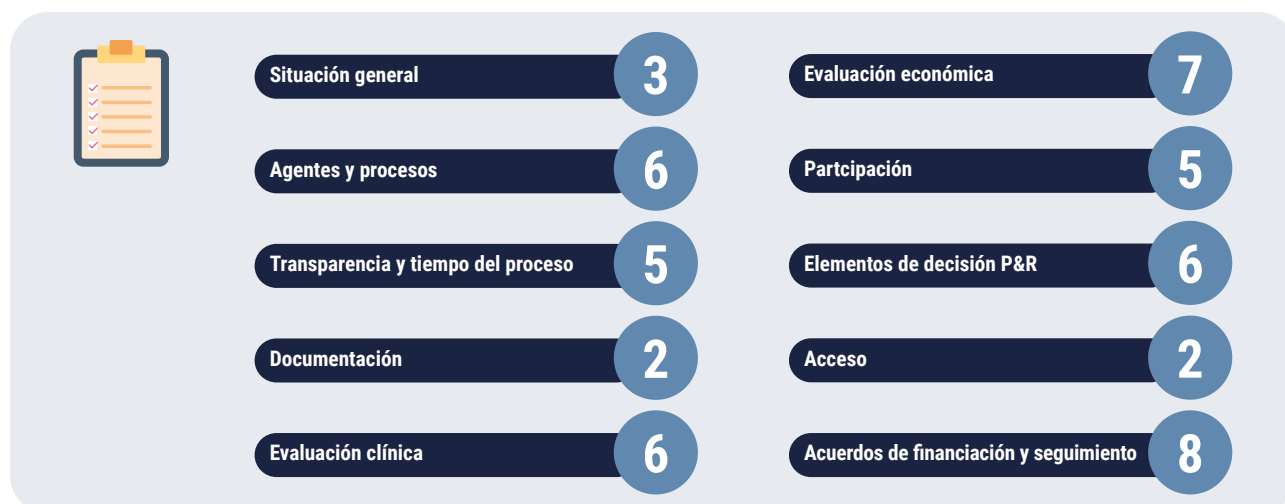 Situación general 3
Agentes y procesos 6
Transparencia y tiempo del proceso 5
Documentación 2
Evaluación clínica 6
Evaluación económica 7
Partcipación 5
Elementos de decisión P&R 6
Acceso 2
Acuerdos de financiación y seguimiento 8